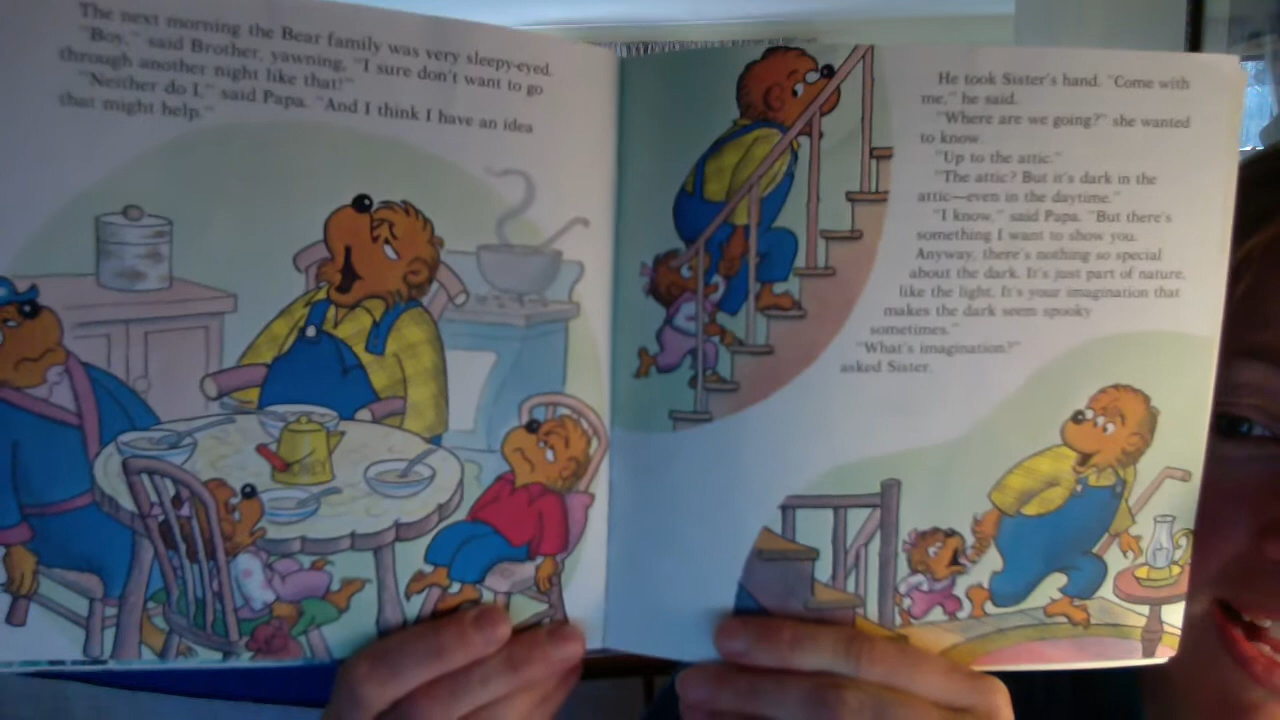 The next morning the Bear family was very sleepy-eyed.
"Boy," said Brother, yawning, "I sure don't want to go
through another night like that!"
"Neither do I," said Papa. "And I think I have an idea
that might help."
HONEY
He took Sister's hand. "Come with
me," he said.
"Where are we going?" she wanted
to know.
"Up to the attic."
"The attic? But it's dark in the
attic—even in the daytime."
"I know," said Papa. "But there's
something I want to show you.
Anyway, there's nothing so special
about the dark. It's just part of nature,
like the light. It's your imagination that
makes the dark seem spooky
sometimes."
"What's imagination?"
asked Sister.